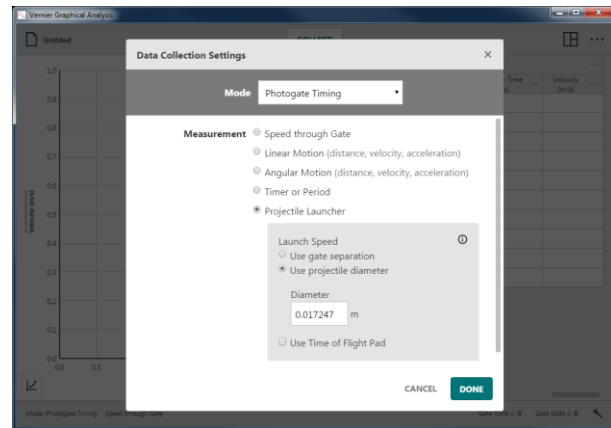 Vernier Graphical Analysis
Untitled
COLLECT
Data Collection Settings
Mode Photogate Timing
Measurement Speed through Gate
Linear Motion (distance, velocity, acceleration)
Angular Motion (distance, velocity, acceleration)
Timer or Period
Projectile Launcher
Launch Speed
Use gate separation
Use projectile diameter
Diameter
0.017247 m
Use Time of Flight Pad
CANCEL DONE
Velocity (m/s)
1.0
0.9
0.8
0.7
0.6
0.5
0.4
0.3
0.2
0.1
0.0
0.0 0.5
Time Velocity
(m/s)
Mode: Photogate Timing Speed through Gate Gate State 1: 0 Gate State 2: 0